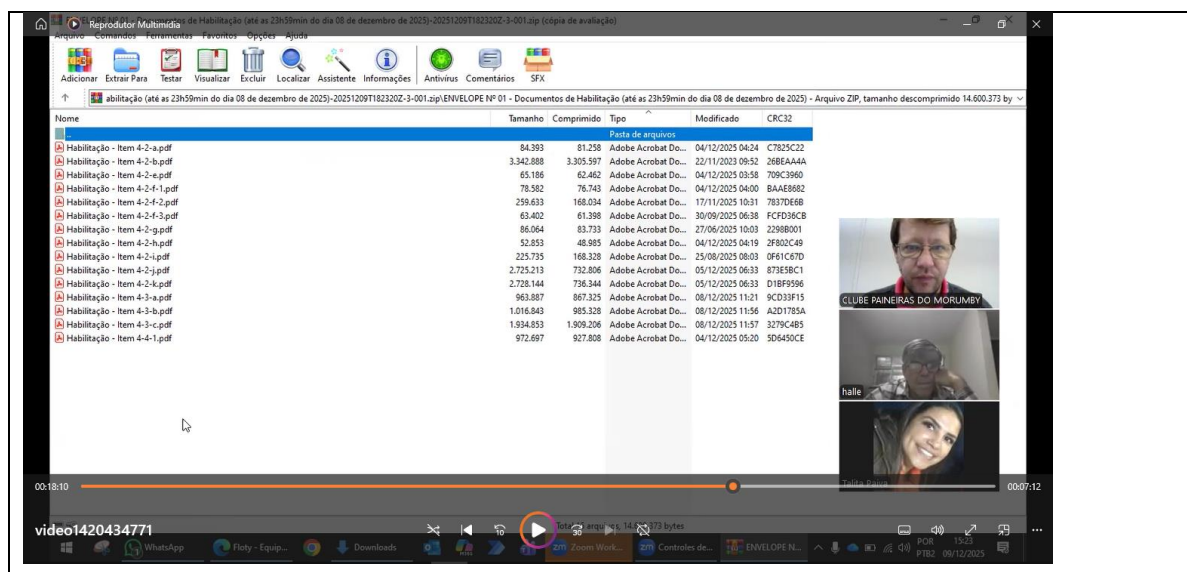 ENVELOPE Nº 01 - Documentos de Habilitação (até as 23h59min do dia 08 de dezembro de 2025)-20251209T182320Z-3-001.zip (cópia de avaliação)
Reprodutor Multimídia
Arquivo Comandos Ferramentas Favoritos Opções Ajuda
Adicionar Extrair Para Testar Visualizar Excluir Localizar Assistente Informações Antivírus Comentários SFX
abilitação (até as 23h59min do dia 08 de dezembro de 2025)-20251209T182320Z-3-001.zip\ENVELOPE Nº 01 - Documentos de Habilitação (até as 23h59min do dia 08 de dezembro de 2025) - Arquivo ZIP, tamanho descomprimido 14.600.373 by
Nome Tamanho Comprimido Tipo Modificado CRC32
.. Pasta de arquivos
Habilitação - Item 4-2-a.pdf 84.393 81.258 Adobe Acrobat Do... 04/12/2025 04:24 C7825C22
Habilitação - Item 4-2-b.pdf 3.342.888 3.305.597 Adobe Acrobat Do... 22/11/2023 09:52 26BEAA4A
Habilitação - Item 4-2-e.pdf 65.186 62.462 Adobe Acrobat Do... 04/12/2025 03:58 709C3960
Habilitação - Item 4-2-f-1.pdf 78.582 76.743 Adobe Acrobat Do... 04/12/2025 04:00 BAAE8682
Habilitação - Item 4-2-f-2.pdf 259.633 168.034 Adobe Acrobat Do... 17/11/2025 10:31 7837DE6B
Habilitação - Item 4-2-f-3.pdf 63.402 61.398 Adobe Acrobat Do... 30/09/2025 06:38 FCFD36CB
Habilitação - Item 4-2-g.pdf 86.064 83.733 Adobe Acrobat Do... 27/06/2025 10:03 2298B001
Habilitação - Item 4-2-h.pdf 52.853 48.985 Adobe Acrobat Do... 04/12/2025 04:19 2F802C49
Habilitação - Item 4-2-i.pdf 225.735 168.328 Adobe Acrobat Do... 25/08/2025 08:03 0F61C67D
Habilitação - Item 4-2-j.pdf 2.725.213 732.806 Adobe Acrobat Do... 05/12/2025 06:33 873E5BC1
Habilitação - Item 4-2-k.pdf 2.728.144 736.344 Adobe Acrobat Do... 05/12/2025 06:33 D1BF9596
Habilitação - Item 4-3-a.pdf 963.887 867.325 Adobe Acrobat Do... 08/12/2025 11:21 9CD33F15
Habilitação - Item 4-3-b.pdf 1.016.843 985.328 Adobe Acrobat Do... 08/12/2025 11:56 A2D1785A
Habilitação - Item 4-3-c.pdf 1.934.853 1.909.206 Adobe Acrobat Do... 08/12/2025 11:57 3279C4B5
Habilitação - Item 4-4-1.pdf 972.697 927.808 Adobe Acrobat Do... 04/12/2025 05:20 5D6450CE
CLUBE PAINEIRAS DO MORUMBY
halle
Talita Paiva
00:18:10 00:07:12
video1420434771
10 30
14.600.373 bytes
WhatsApp Floty - Equip... Downloads Zoom Work... Controles de... ENVELOPE N... POR 15:23
PTB2 09/12/2025